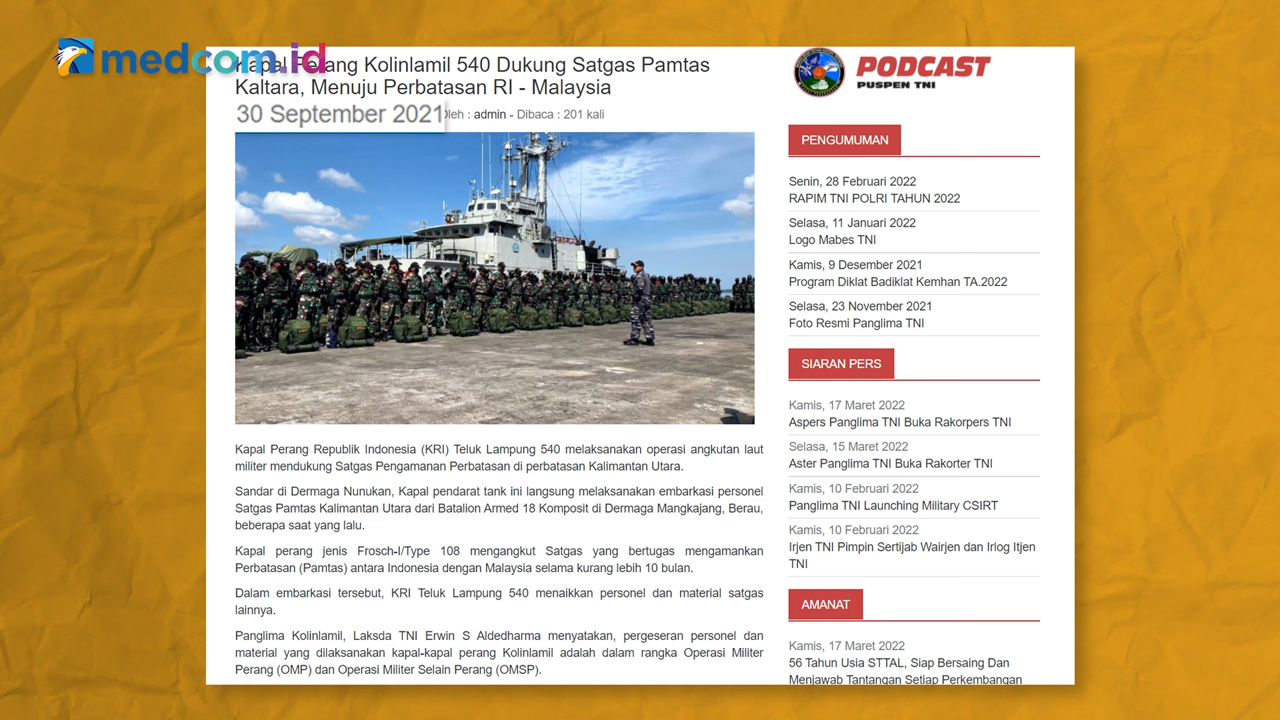 medcom.id
Kapal Perang Kolinlamil 540 Dukung Satgas Pamtas
Kaltara, Menuju Perbatasan RI - Malaysia
30 September 2021 Oleh : admin - Dibaca : 201 kali
Kapal Perang Republik Indonesia (KRI) Teluk Lampung 540 melaksanakan operasi angkutan laut
militer mendukung Satgas Pengamanan Perbatasan di perbatasan Kalimantan Utara.
Sandar di Dermaga Nunukan, Kapal pendarat tank ini langsung melaksanakan embarkasi personel
Satgas Pamtas Kalimantan Utara dari Batalion Armed 18 Komposit di Dermaga Mangkajang, Berau,
beberapa saat yang lalu.
Kapal perang jenis Frosch-I/Type 108 mengangkut Satgas yang bertugas mengamankan
Perbatasan (Pamtas) antara Indonesia dengan Malaysia selama kurang lebih 10 bulan.
Dalam embarkasi tersebut, KRI Teluk Lampung 540 menaikkan personel dan material satgas
lainnya.
Panglima Kolinlamil, Laksda TNI Erwin S Aldedharma menyatakan, pergeseran personel dan
material yang dilaksanakan kapal-kapal perang Kolinlamil adalah dalam rangka Operasi Militer
Perang (OMP) dan Operasi Militer Selain Perang (OMSP).
PODCAST
PUSPEN TNI
PENGUMUMAN
Senin, 28 Februari 2022
RAPIM TNI POLRI TAHUN 2022
Selasa, 11 Januari 2022
Logo Mabes TNI
Kamis, 9 Desember 2021
Program Diklat Badiklat Kemhan TA.2022
Selasa, 23 November 2021
Foto Resmi Panglima TNI
SIARAN PERS
Kamis, 17 Maret 2022
Aspers Panglima TNI Buka Rakorpers TNI
Selasa, 15 Maret 2022
Aster Panglima TNI Buka Rakorter TNI
Kamis, 10 Februari 2022
Panglima TNI Launching Military CSIRT
Kamis, 10 Februari 2022
Irjen TNI Pimpin Sertijab Wairjen dan Irlog Itjen
TNI
AMANAT
Kamis, 17 Maret 2022
56 Tahun Usia STTAL, Siap Bersaing Dan
Menjawab Tantangan Setiap Perkembangan